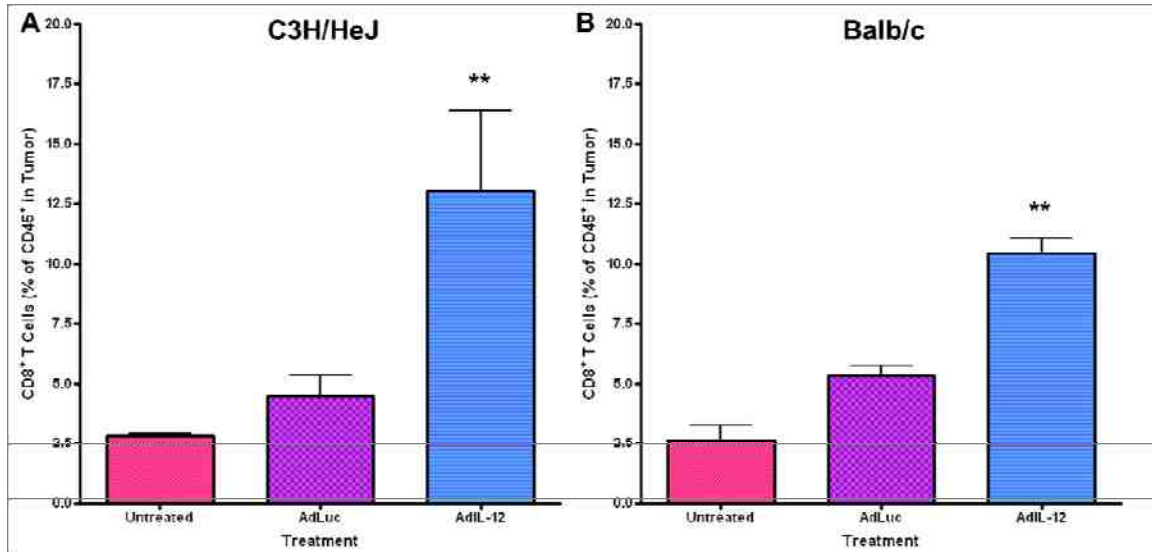 A
C3H/HeJ
20.0
17.5
15.0
12.5
10.0
7.5
5.0
2.5
0.0
CD8⁺ T Cells (% of CD45⁺ in Tumor)
**
Untreated
AdLuc
AdIL-12
Treatment
B
Balb/c
20.0
17.5
15.0
12.5
10.0
7.5
5.0
2.5
0.0
CD8⁺ T Cells (% of CD45⁺ in Tumor)
**
Untreated
AdLuc
AdIL-12
Treatment